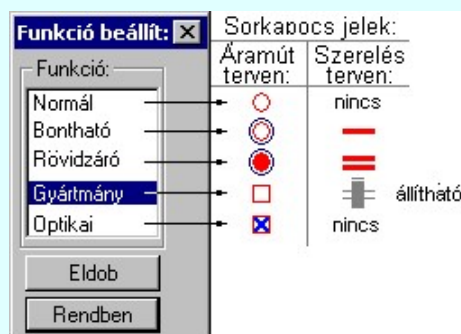 Funkció beállít:
Funkció:
Normál
Bontható
Rövidzáró
Gyártmány
Optikai
Eldob
Rendben
Sorkapocs jelek:
Áramút Szerelés
terven: terven:
nincs
állítható
nincs